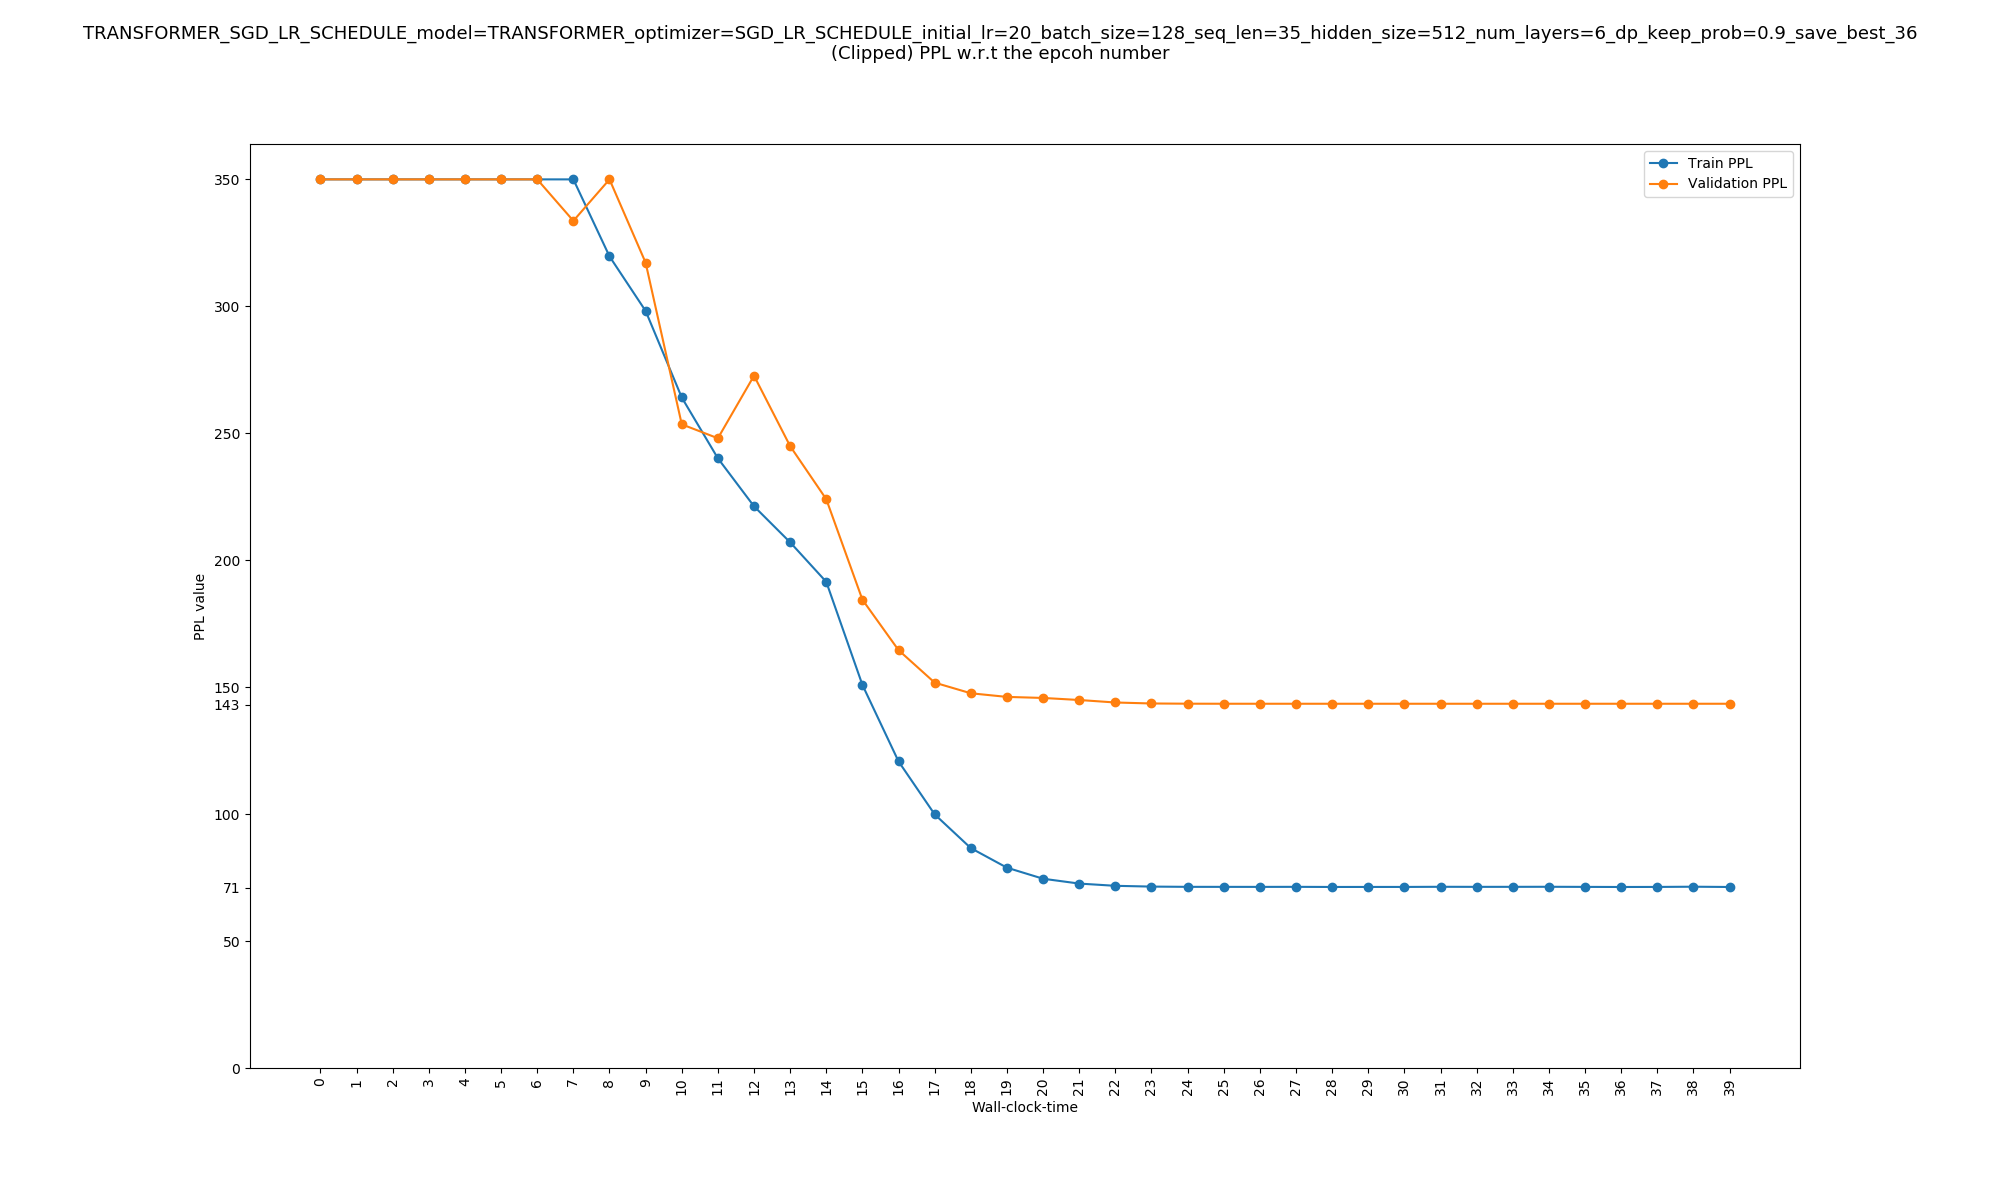 TRANSFORMER_SGD_LR_SCHEDULE_model=TRANSFORMER_optimizer=SGD_LR_SCHEDULE_initial_lr=20_batch_size=128_seq_len=35_hidden_size=512_num_layers=6_dp_keep_prob=0.9_save_best_36
(Clipped) PPL w.r.t the epcoh number
Train PPL
Validation PPL
350
300
250
200
150
143
100
71
50
0
PPL value
0 1 2 3 4 5 6 7 8 9 10 11 12 13 14 15 16 17 18 19 20 21 22 23 24 25 26 27 28 29 30 31 32 33 34 35 36 37 38 39
Wall-clock-time